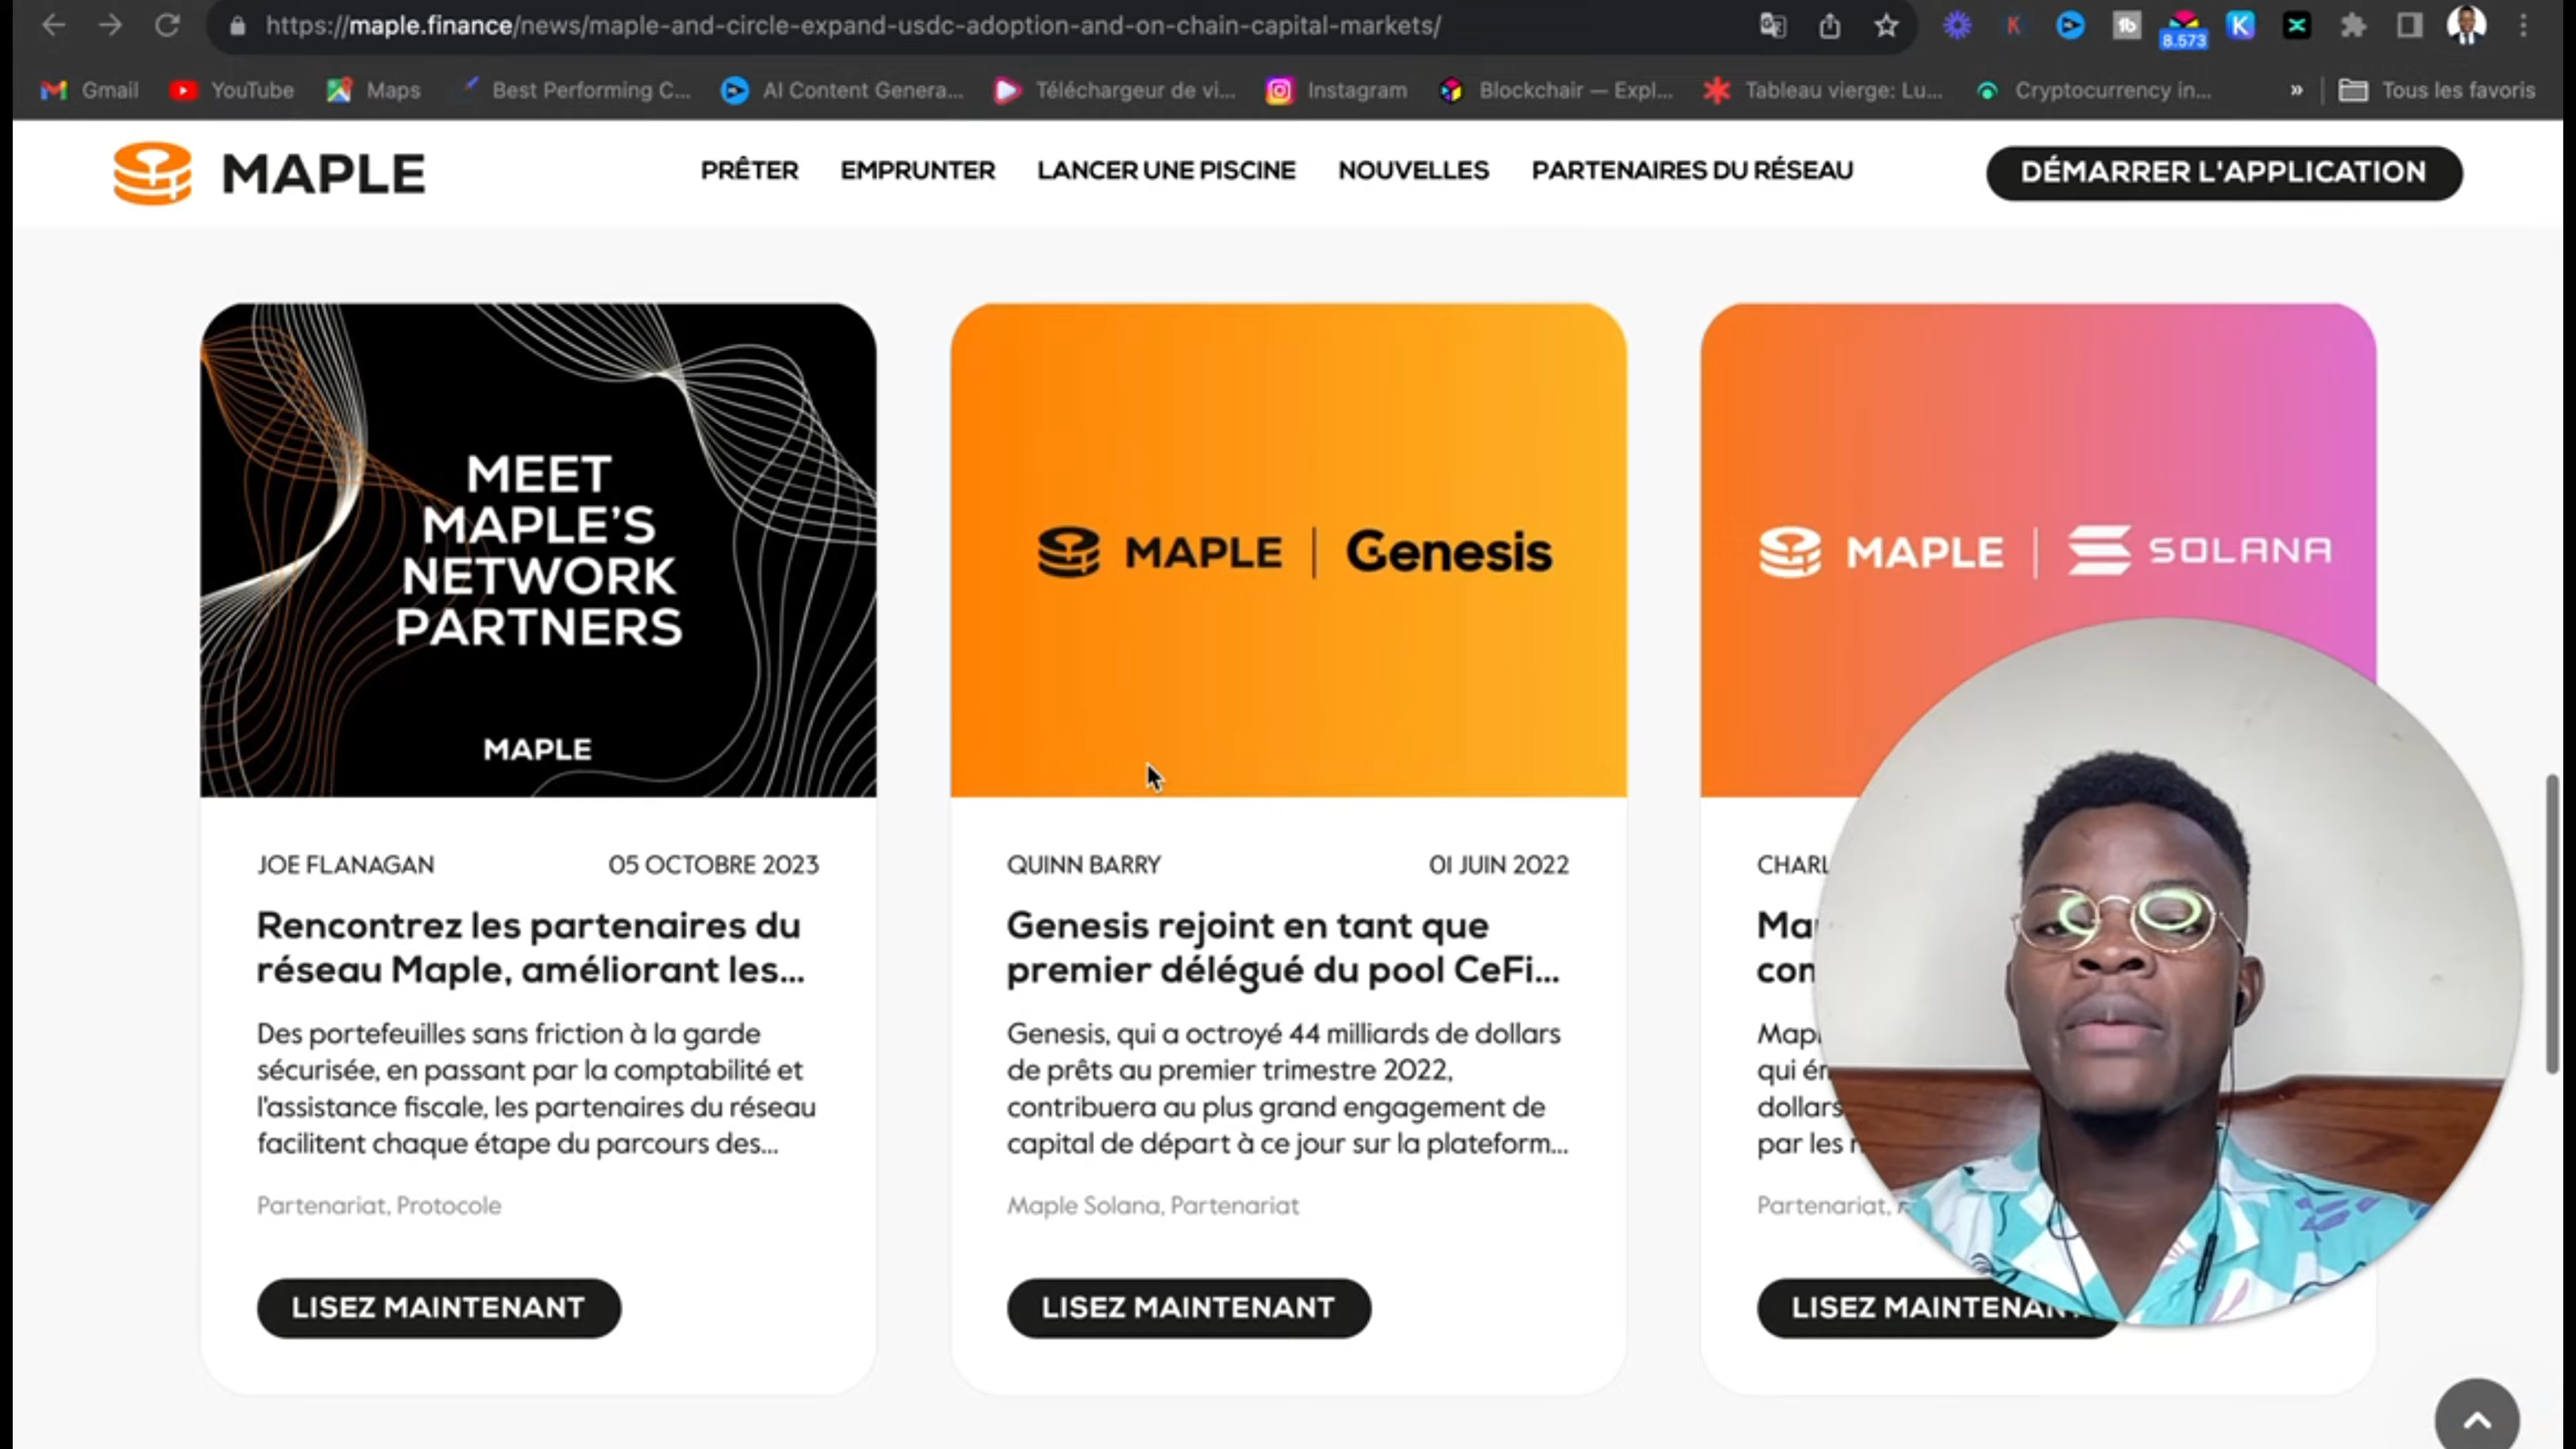 https://maple.finance/news/maple-and-circle-expand-usdc-adoption-and-on-chain-capital-markets/
8.573
Gmail YouTube Maps Best Performing C... AI Content Genera... Téléchargeur de vi... Instagram Blockchair — Expl... Tableau vierge: Lu... Cryptocurrency in... » Tous les favoris
MAPLE PRÊTER EMPRUNTER LANCER UNE PISCINE NOUVELLES PARTENAIRES DU RÉSEAU DÉMARRER L'APPLICATION
MEET
MAPLE'S
NETWORK
PARTNERS
MAPLE
JOE FLANAGAN 05 OCTOBRE 2023
Rencontrez les partenaires du
réseau Maple, améliorant les...
Des portefeuilles sans friction à la garde
sécurisée, en passant par la comptabilité et
l'assistance fiscale, les partenaires du réseau
facilitent chaque étape du parcours des...
Partenariat, Protocole
LISEZ MAINTENANT
MAPLE | Genesis
QUINN BARRY 01 JUIN 2022
Genesis rejoint en tant que
premier délégué du pool CeFi...
Genesis, qui a octroyé 44 milliards de dollars
de prêts au premier trimestre 2022,
contribuera au plus grand engagement de
capital de départ à ce jour sur la plateform...
Maple Solana, Partenariat
LISEZ MAINTENANT
MAPLE | SOLANA
CHARL
con
qui
dollars
par les
Partenariat,
LISEZ MAINTENAN